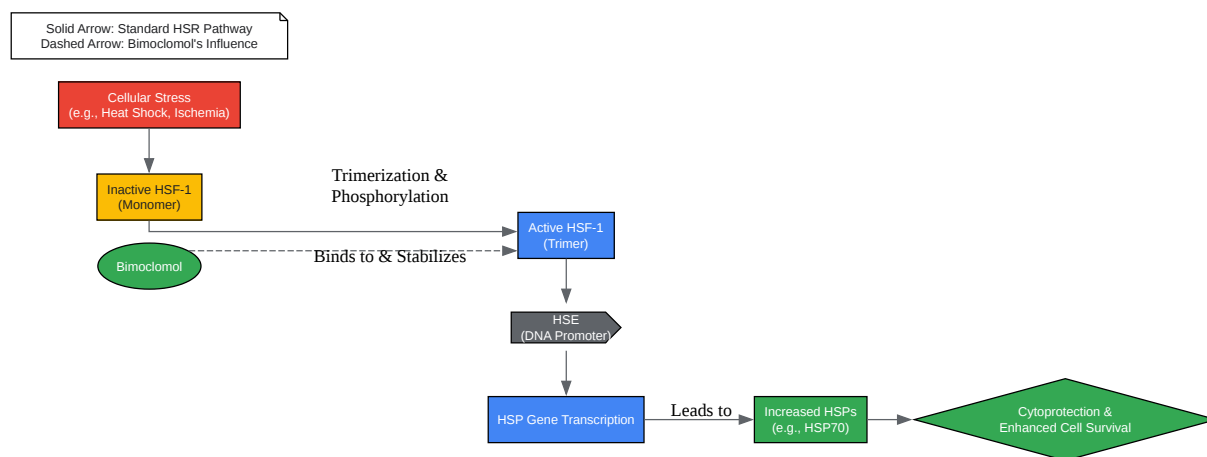 Solid Arrow: Standard HSR Pathway
Dashed Arrow: Bimoclomol's Influence
Cellular Stress
(e.g., Heat Shock, Ischemia)
Inactive HSF-1
(Monomer)
Trimerization &
Phosphorylation
Active HSF-1
(Trimer)
Bimoclomol
Binds to & Stabilizes
HSE
(DNA Promoter)
HSP Gene Transcription
Leads to
Increased HSPs
(e.g., HSP70)
Cytoprotection &
Enhanced Cell Survival